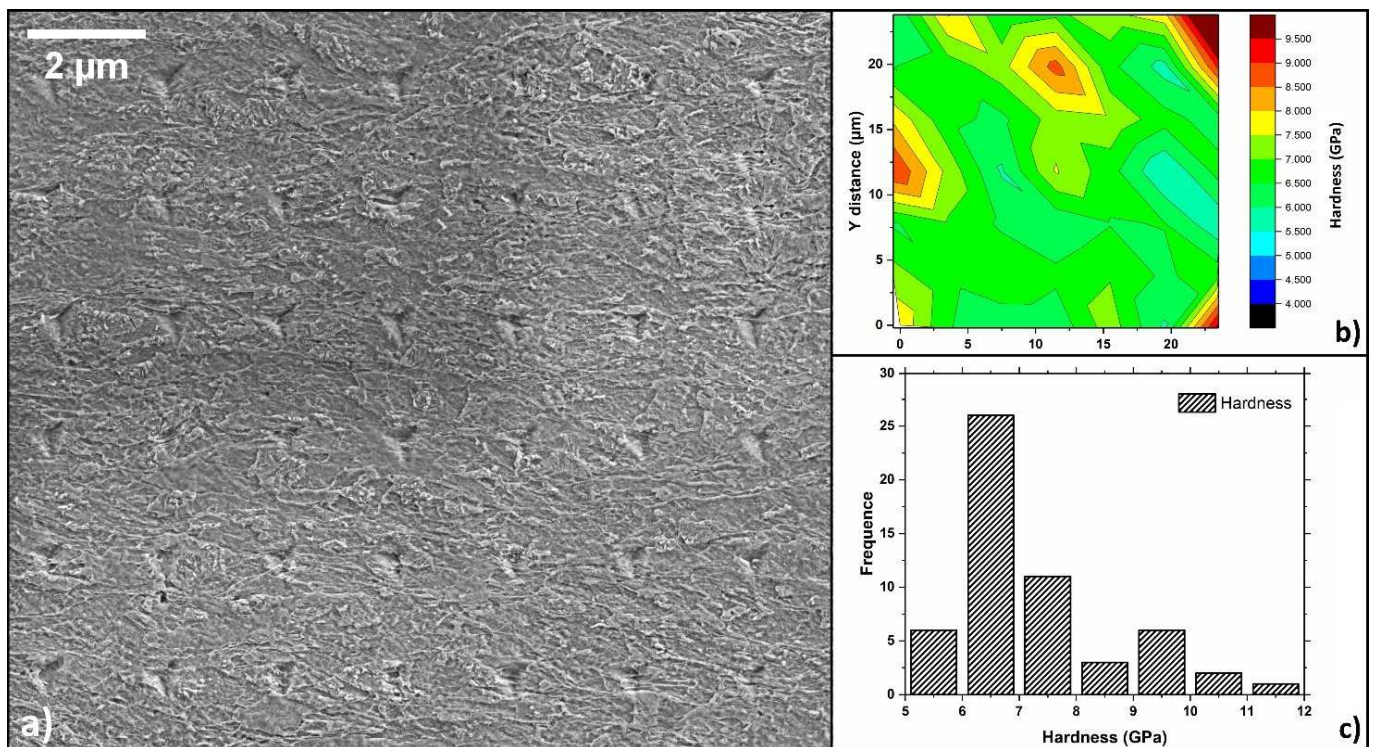 2 µm
a)
Y distance (µm)
20
15
10
5
0
0 5 10 15 20
9.500
9.000
8.500
8.000
7.500
7.000
6.500
6.000
5.500
5.000
4.500
4.000
Hardness (GPa)
b)
Frequence
30
25
20
15
10
5
0
Hardness
5 6 7 8 9 10 11 12
Hardness (GPa)
c)